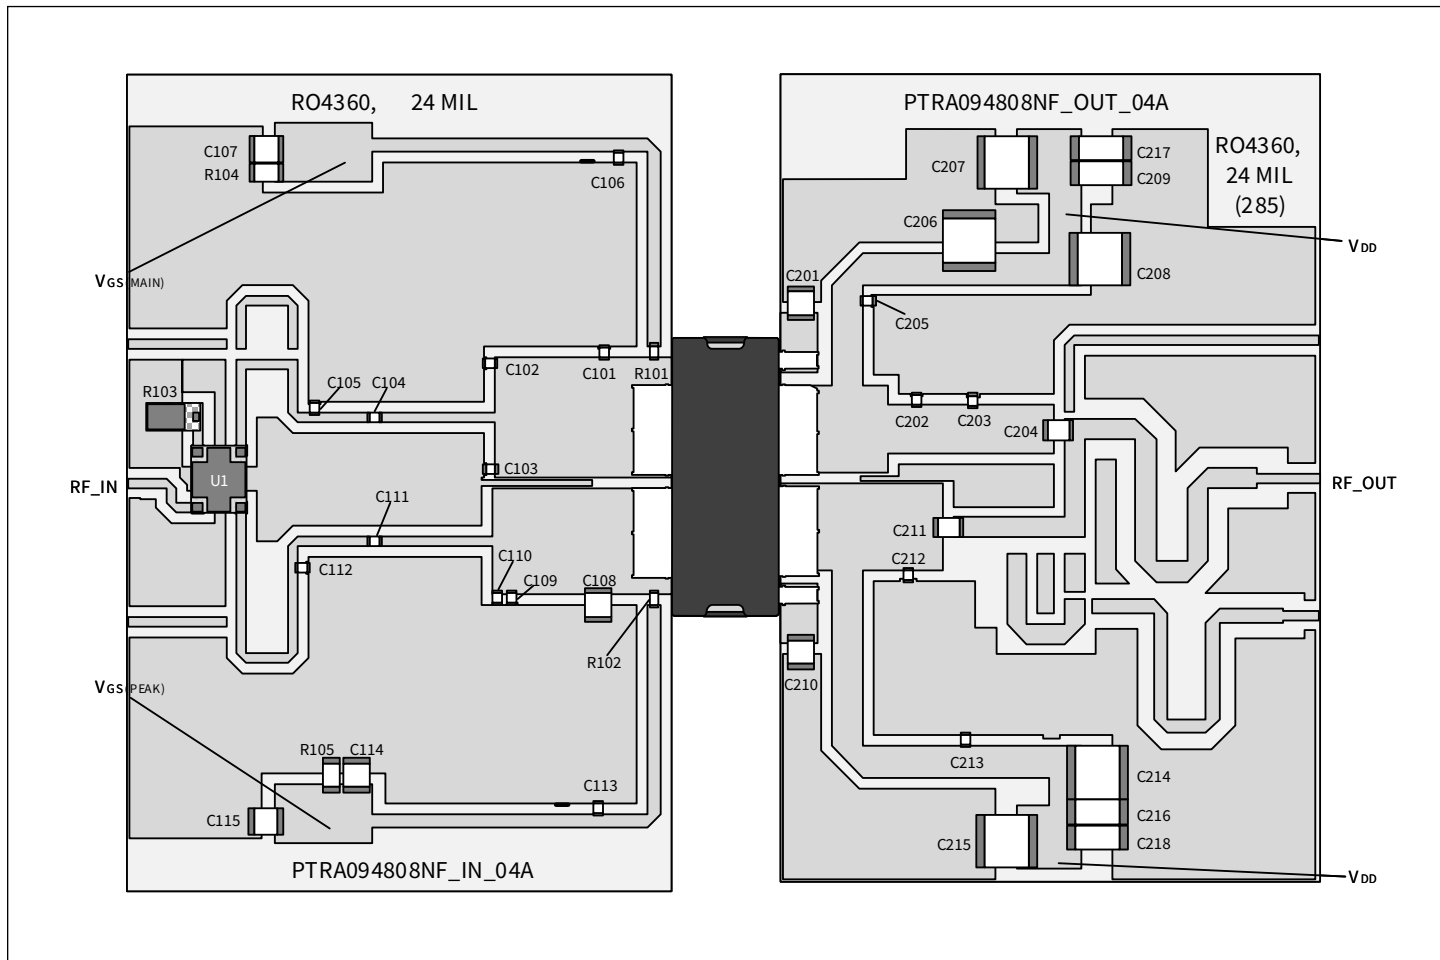 RO4360, 24 MIL
PTRA094808NF_OUT_04A
C107
R104
C106
C207
C217
C209
RO4360,
24 MIL
(285)
C206
VDD
C208
VGS(MAIN)
C201
C205
R103
C105
C104
C102
C101
R101
C202
C203
C204
U1
C103
RF_IN
RF_OUT
C111
C211
C110
C109
C108
C112
C212
R102
C210
VGS(PEAK)
R105
C114
C113
C213
C214
C115
C216
C215
C218
PTRA094808NF_IN_04A
VDD